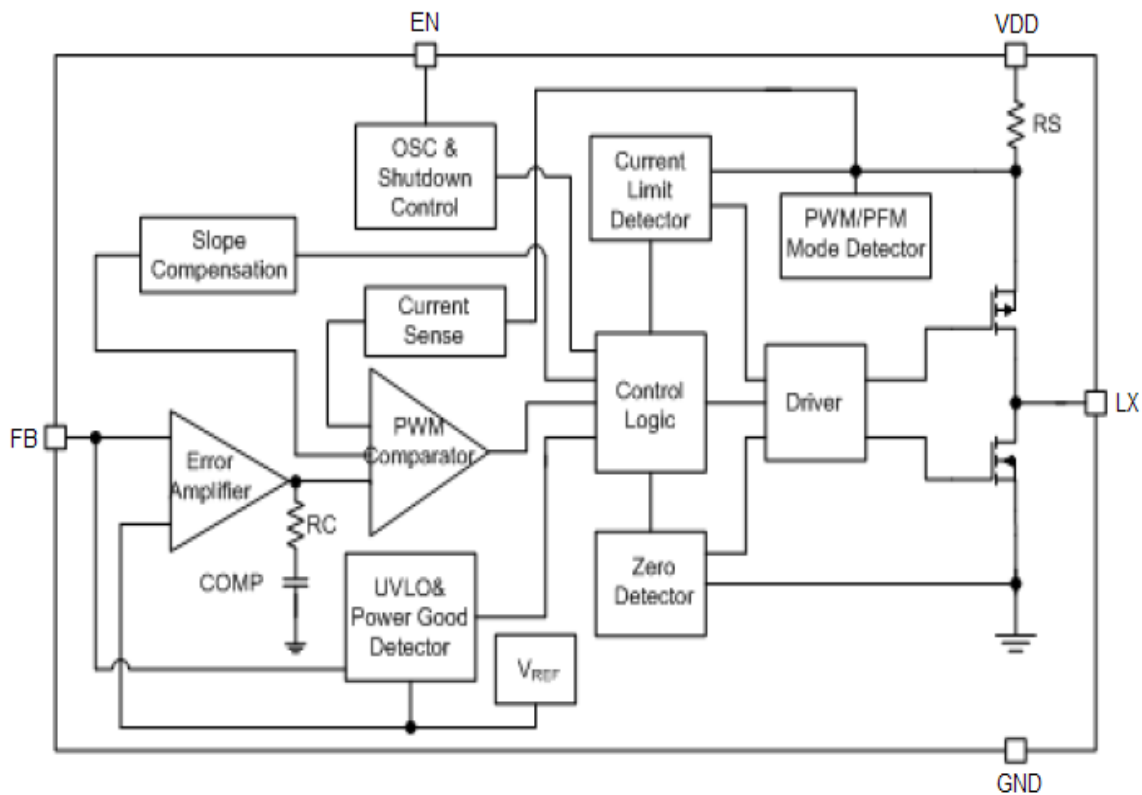 EN
VDD
OSC &
Shutdown
Control
Current
Limit
Detector
RS
PWM/PFM
Mode Detector
Slope
Compensation
Current
Sense
Control
Logic
Driver
LX
FB
Error
Amplifier
PWM
Comparator
RC
COMP
UVLO&
Power Good
Detector
Zero
Detector
VREF
GND